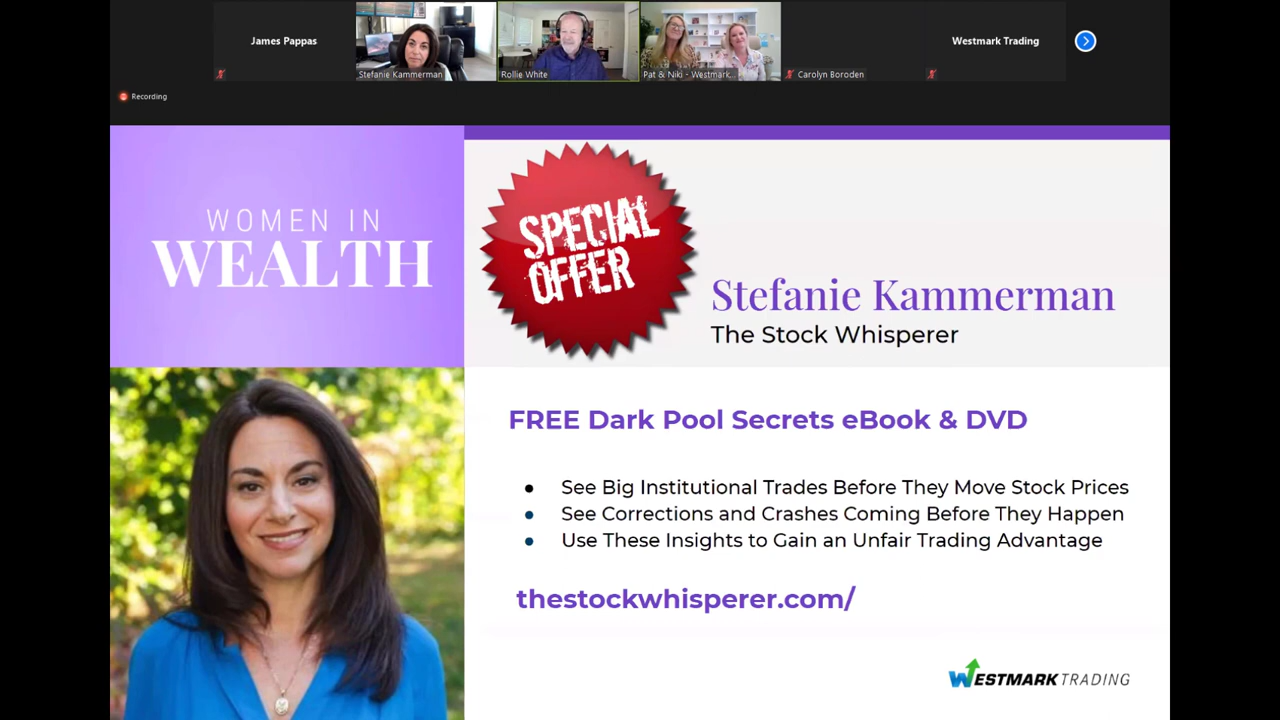 James Pappas
Stefanie Kammerman
Rollie White
Pat & Niki - Westmark...
Carolyn Boroden
Westmark Trading
Recording
WOMEN IN
WEALTH
SPECIAL
OFFER
Stefanie Kammerman
The Stock Whisperer
FREE Dark Pool Secrets eBook & DVD
● See Big Institutional Trades Before They Move Stock Prices
● See Corrections and Crashes Coming Before They Happen
● Use These Insights to Gain an Unfair Trading Advantage
thestockwhisperer.com/
WESTMARK TRADING